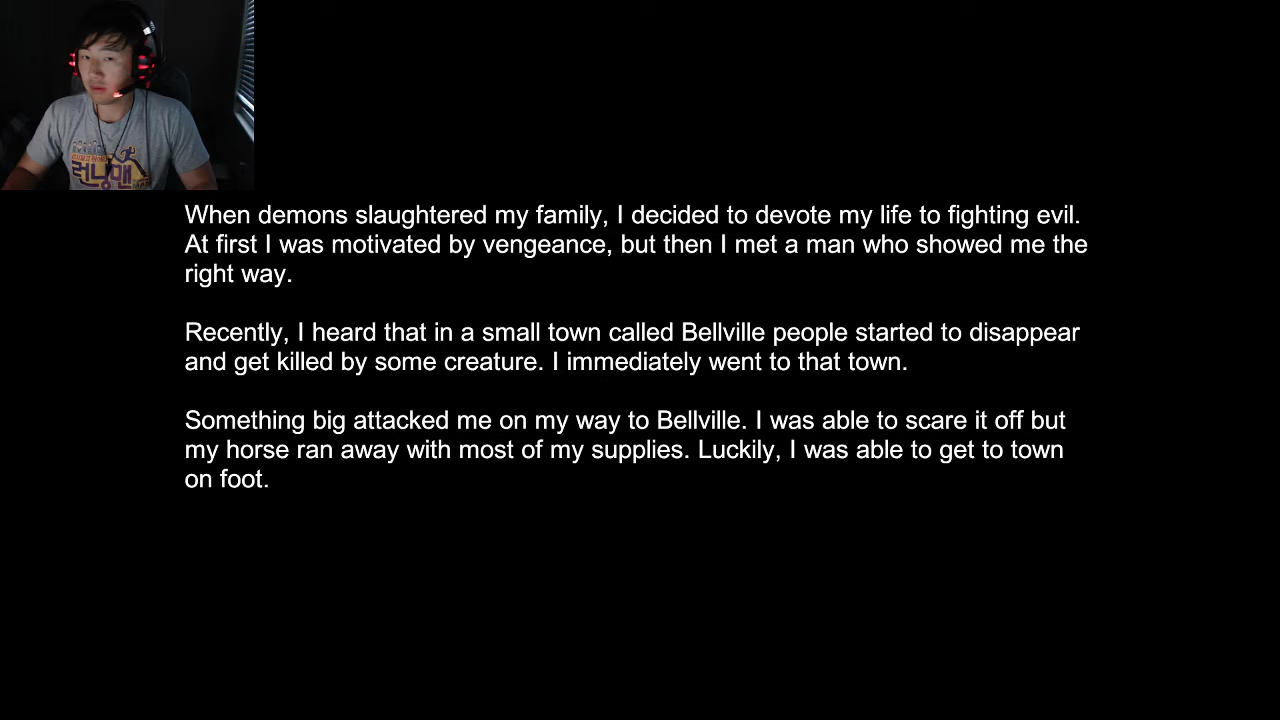 런닝맨
When demons slaughtered my family, I decided to devote my life to fighting evil.
At first I was motivated by vengeance, but then I met a man who showed me the
right way.
Recently, I heard that in a small town called Bellville people started to disappear
and get killed by some creature. I immediately went to that town.
Something big attacked me on my way to Bellville. I was able to scare it off but
my horse ran away with most of my supplies. Luckily, I was able to get to town
on foot.